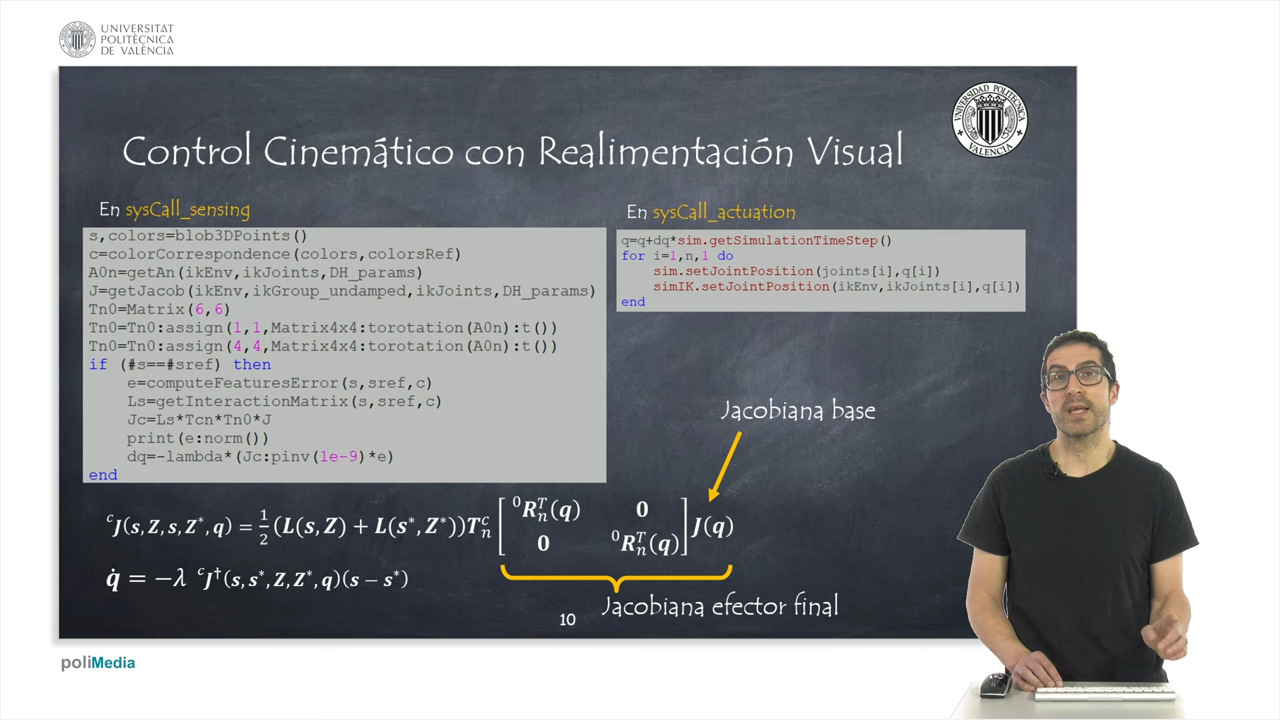 UNIVERSITAT
POLITÈCNICA
DE VALÈNCIA
UNIVERSIDAD POLITECNICA
VALENCIA
Control Cinemático con Realimentación Visual
En sysCall_sensing
s,colors=blob3DPoints()
c=colorCorrespondence(colors,colorsRef)
A0n=getAn(ikEnv,ikJoints,DH_params)
J=getJacob(ikEnv,ikGroup_undamped,ikJoints,DH_params)
Tn0=Matrix(6,6)
Tn0=Tn0:assign(1,1,Matrix4x4:torotation(A0n):t())
Tn0=Tn0:assign(4,4,Matrix4x4:torotation(A0n):t())
if (#s==#sref) then
e=computeFeaturesError(s,sref,c)
Ls=getInteractionMatrix(s,sref,c)
Jc=Ls*Tcn*Tn0*J
print(e:norm())
dq=-lambda*(Jc:pinv(1e-9)*e)
end
En sysCall_actuation
q=q+dq*sim.getSimulationTimeStep()
for i=1,n,1 do
sim.setJointPosition(joints[i],q[i])
simIK.setJointPosition(ikEnv,ikJoints[i],q[i])
end
Jacobiana base
ᶜJ(s, Z, s, Z*, q) = 1/2 (L(s, Z) + L(s*, Z*))Tₙᶜ [ ⁰Rₙᵀ(q) 0
0 ⁰Rₙᵀ(q) ] J(q)
q̇ = −λ ᶜJ†(s, s*, Z, Z*, q)(s − s*)
Jacobiana efector final
10
poliMedia